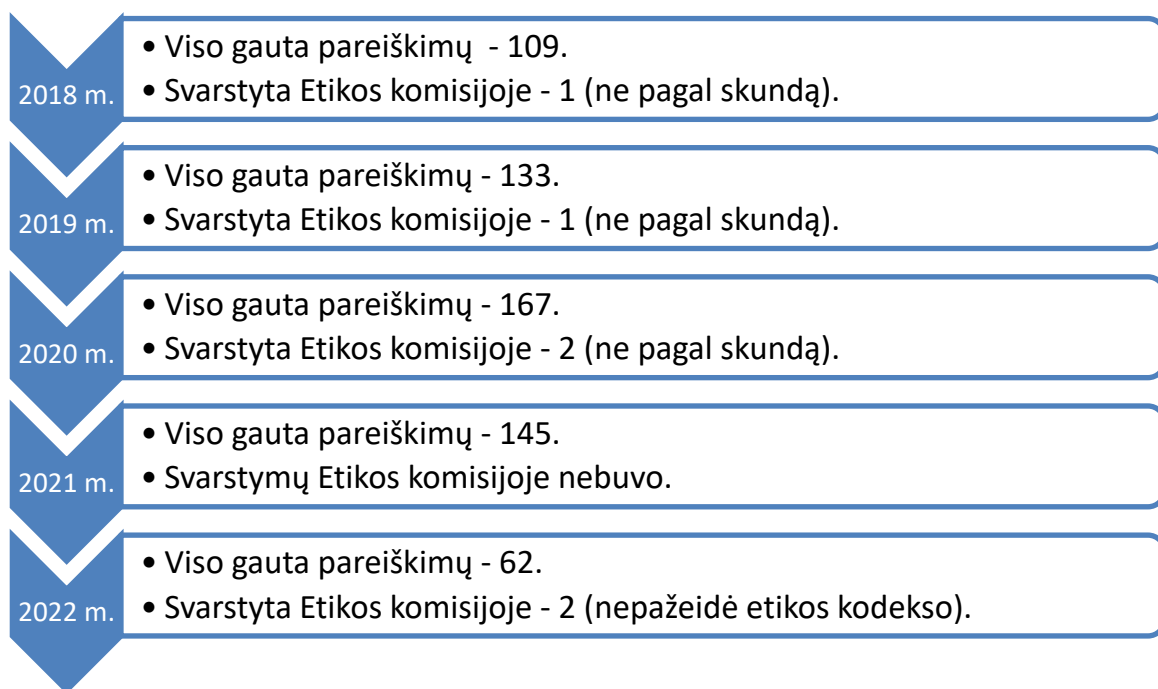 2018 m.
• Viso gauta pareiškimų - 109.
• Svarstyta Etikos komisijoje - 1 (ne pagal skundą).
2019 m.
• Viso gauta pareiškimų - 133.
• Svarstyta Etikos komisijoje - 1 (ne pagal skundą).
2020 m.
• Viso gauta pareiškimų - 167.
• Svarstyta Etikos komisijoje - 2 (ne pagal skundą).
2021 m.
• Viso gauta pareiškimų - 145.
• Svarstymų Etikos komisijoje nebuvo.
2022 m.
• Viso gauta pareiškimų - 62.
• Svarstyta Etikos komisijoje - 2 (nepažeidė etikos kodekso).